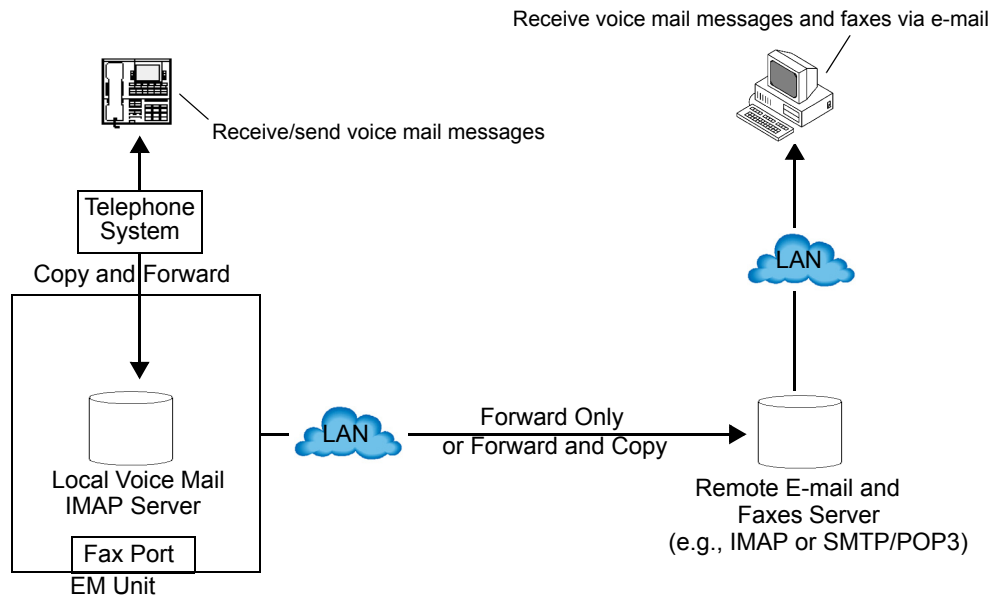 Receive voice mail messages and faxes via e-mail
Receive/send voice mail messages
Telephone
System
Copy and Forward
LAN
LAN
Forward Only
or Forward and Copy
Local Voice Mail
IMAP Server
Remote E-mail and
Faxes Server
(e.g., IMAP or SMTP/POP3)
Fax Port
EM Unit